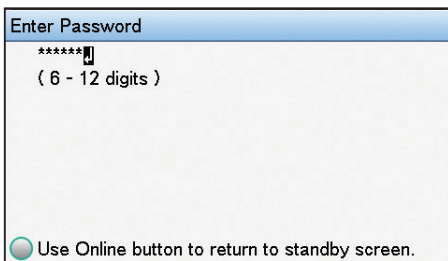 Enter Password
******↲
( 6 - 12 digits )
Use Online button to return to standby screen.